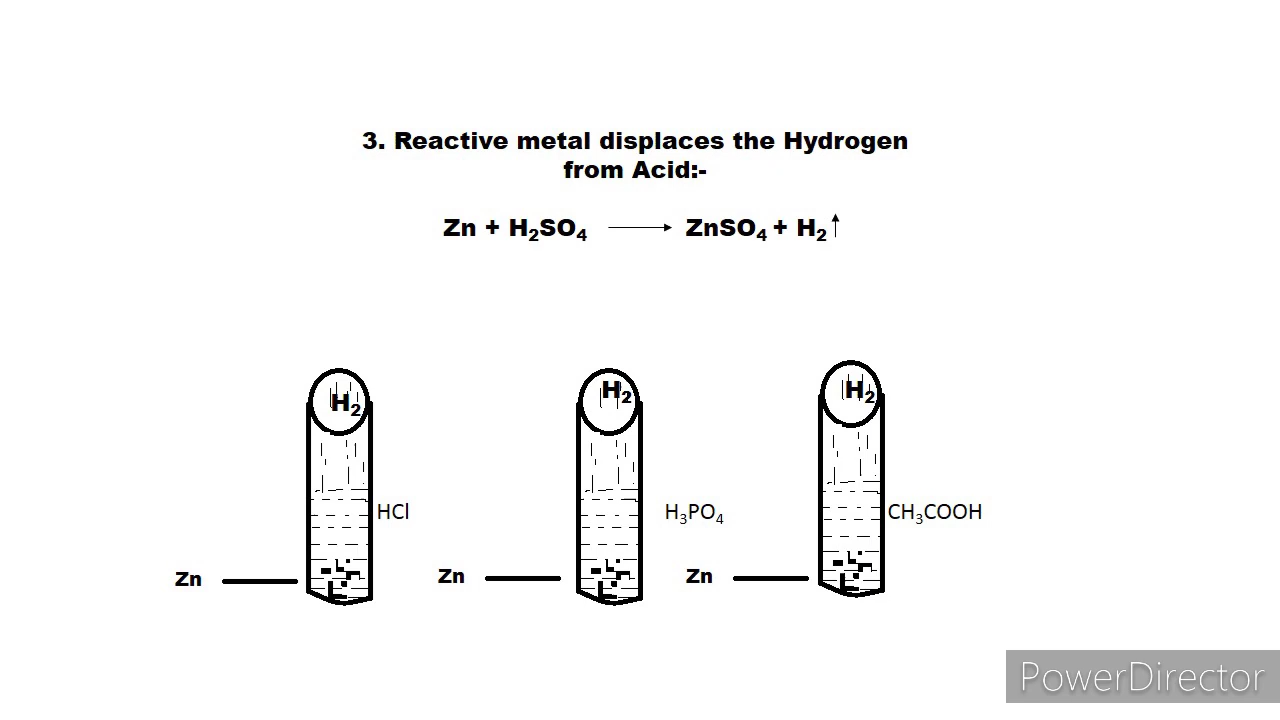 3. Reactive metal displaces the Hydrogen
from Acid:-
Zn + H₂SO₄ ⟶ ZnSO₄ + H₂↑
H₂
H₂
H₂
HCl
H₃PO₄
CH₃COOH
Zn
Zn
Zn
PowerDirector